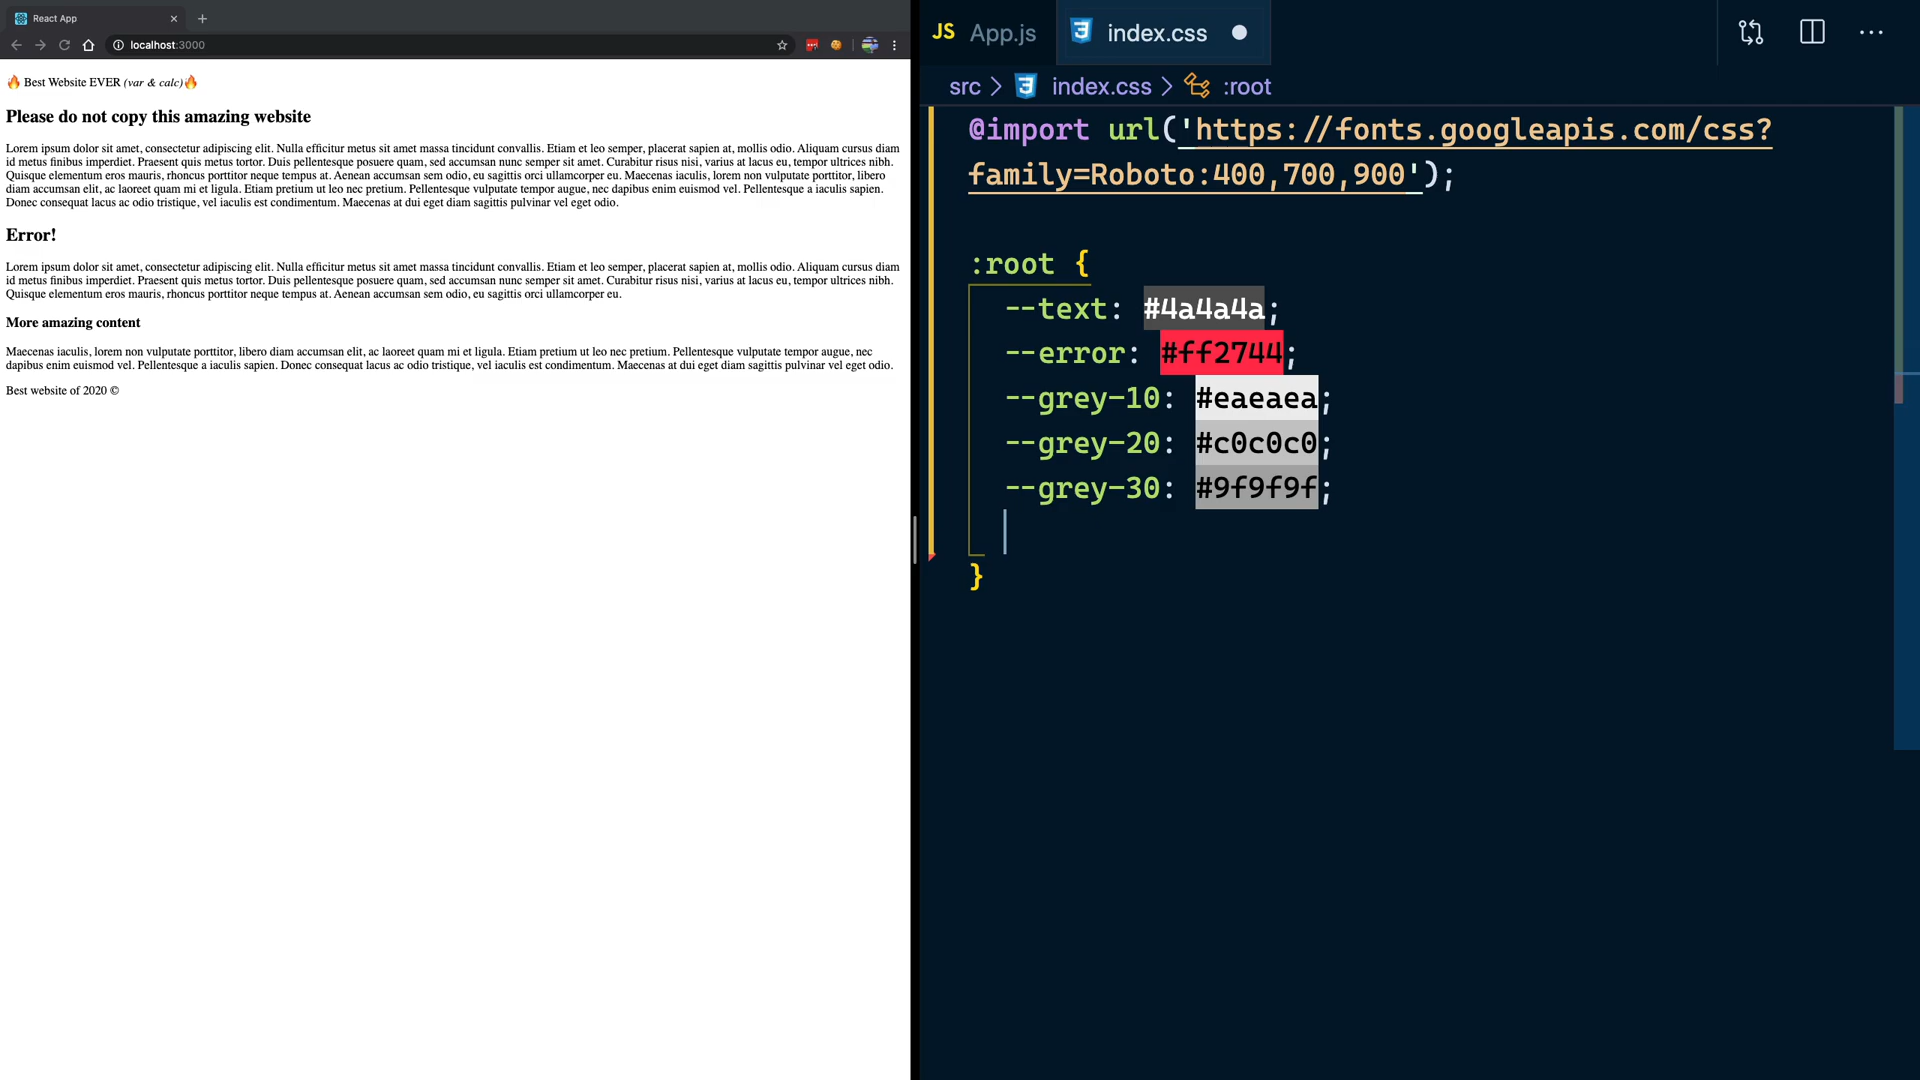 React App
localhost:3000
🔥 Best Website EVER (var & calc)🔥
Please do not copy this amazing website
Lorem ipsum dolor sit amet, consectetur adipiscing elit. Nulla efficitur metus sit amet massa tincidunt convallis. Etiam et leo semper, placerat sapien at, mollis odio. Aliquam cursus diam
id metus finibus imperdiet. Praesent quis metus tortor. Duis pellentesque posuere quam, sed accumsan nunc semper sit amet. Curabitur risus nisi, varius at lacus eu, tempor ultrices nibh.
Quisque elementum eros mauris, rhoncus porttitor neque tempus at. Aenean accumsan sem odio, eu sagittis orci ullamcorper eu. Maecenas iaculis, lorem non vulputate porttitor, libero
diam accumsan elit, ac laoreet quam mi et ligula. Etiam pretium ut leo nec pretium. Pellentesque vulputate tempor augue, nec dapibus enim euismod vel. Pellentesque a iaculis sapien.
Donec consequat lacus ac odio tristique, vel iaculis est condimentum. Maecenas at dui eget diam sagittis pulvinar vel eget odio.
Error!
Lorem ipsum dolor sit amet, consectetur adipiscing elit. Nulla efficitur metus sit amet massa tincidunt convallis. Etiam et leo semper, placerat sapien at, mollis odio. Aliquam cursus diam
id metus finibus imperdiet. Praesent quis metus tortor. Duis pellentesque posuere quam, sed accumsan nunc semper sit amet. Curabitur risus nisi, varius at lacus eu, tempor ultrices nibh.
Quisque elementum eros mauris, rhoncus porttitor neque tempus at. Aenean accumsan sem odio, eu sagittis orci ullamcorper eu.
More amazing content
Maecenas iaculis, lorem non vulputate porttitor, libero diam accumsan elit, ac laoreet quam mi et ligula. Etiam pretium ut leo nec pretium. Pellentesque vulputate tempor augue, nec
dapibus enim euismod vel. Pellentesque a iaculis sapien. Donec consequat lacus ac odio tristique, vel iaculis est condimentum. Maecenas at dui eget diam sagittis pulvinar vel eget odio.
Best website of 2020 ©
JS App.js
index.css
src > index.css > :root
@import url('https://fonts.googleapis.com/css?
family=Roboto:400,700,900');
:root {
--text: #4a4a4a;
--error: #ff2744;
--grey-10: #eaeaea;
--grey-20: #c0c0c0;
--grey-30: #9f9f9f;
}